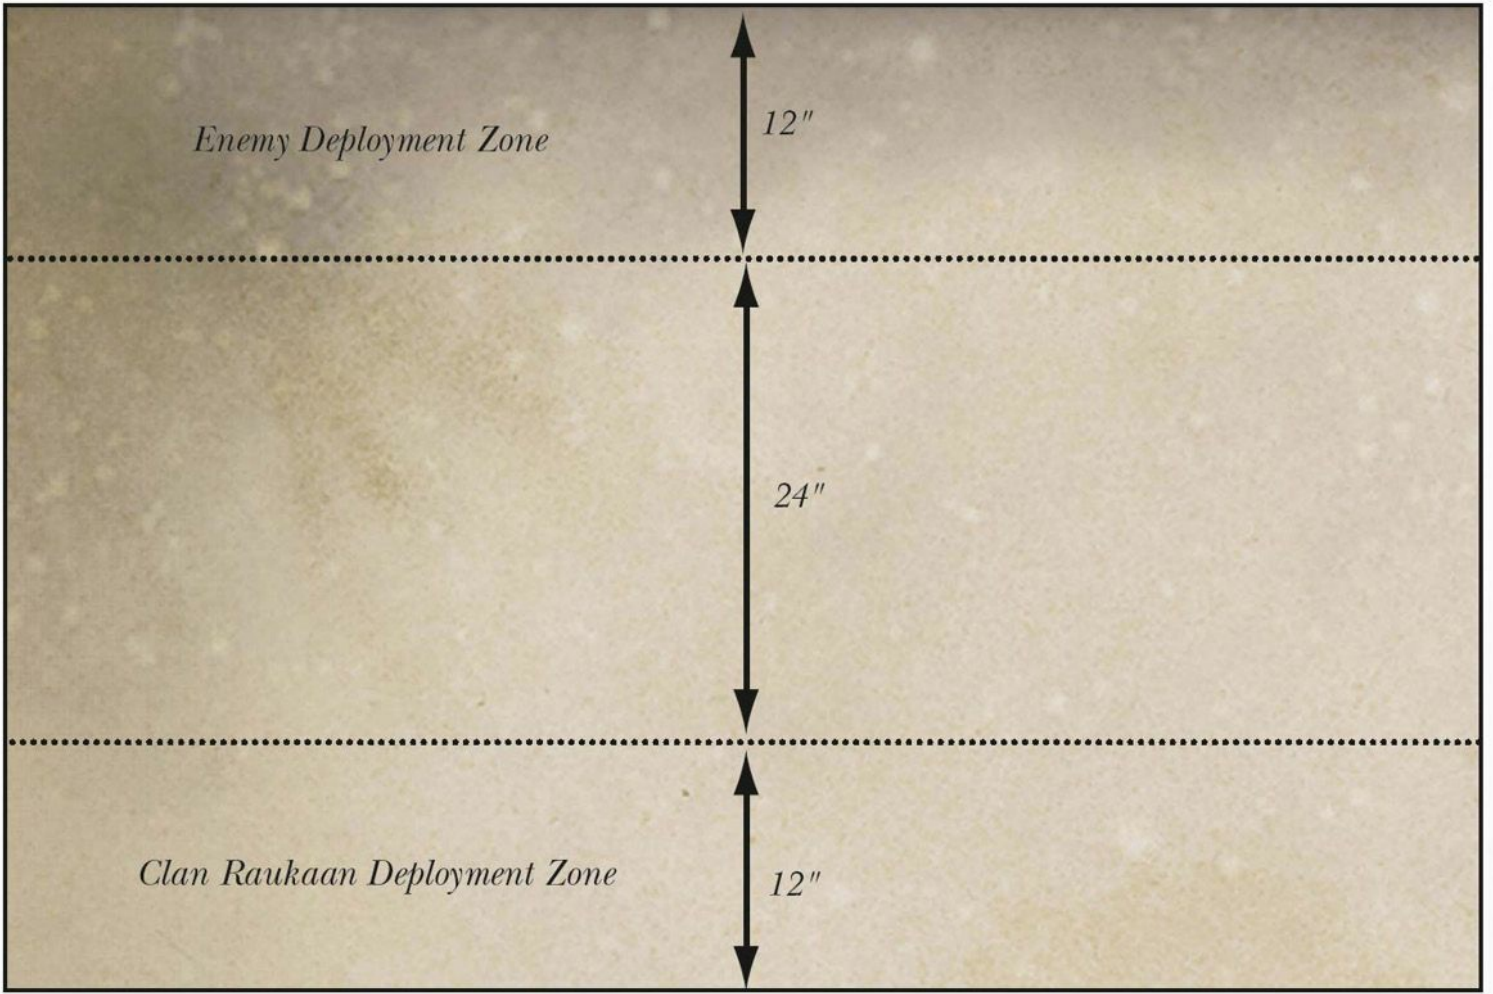 Enemy Deployment Zone
12"
24"
Clan Raukaan Deployment Zone
12"